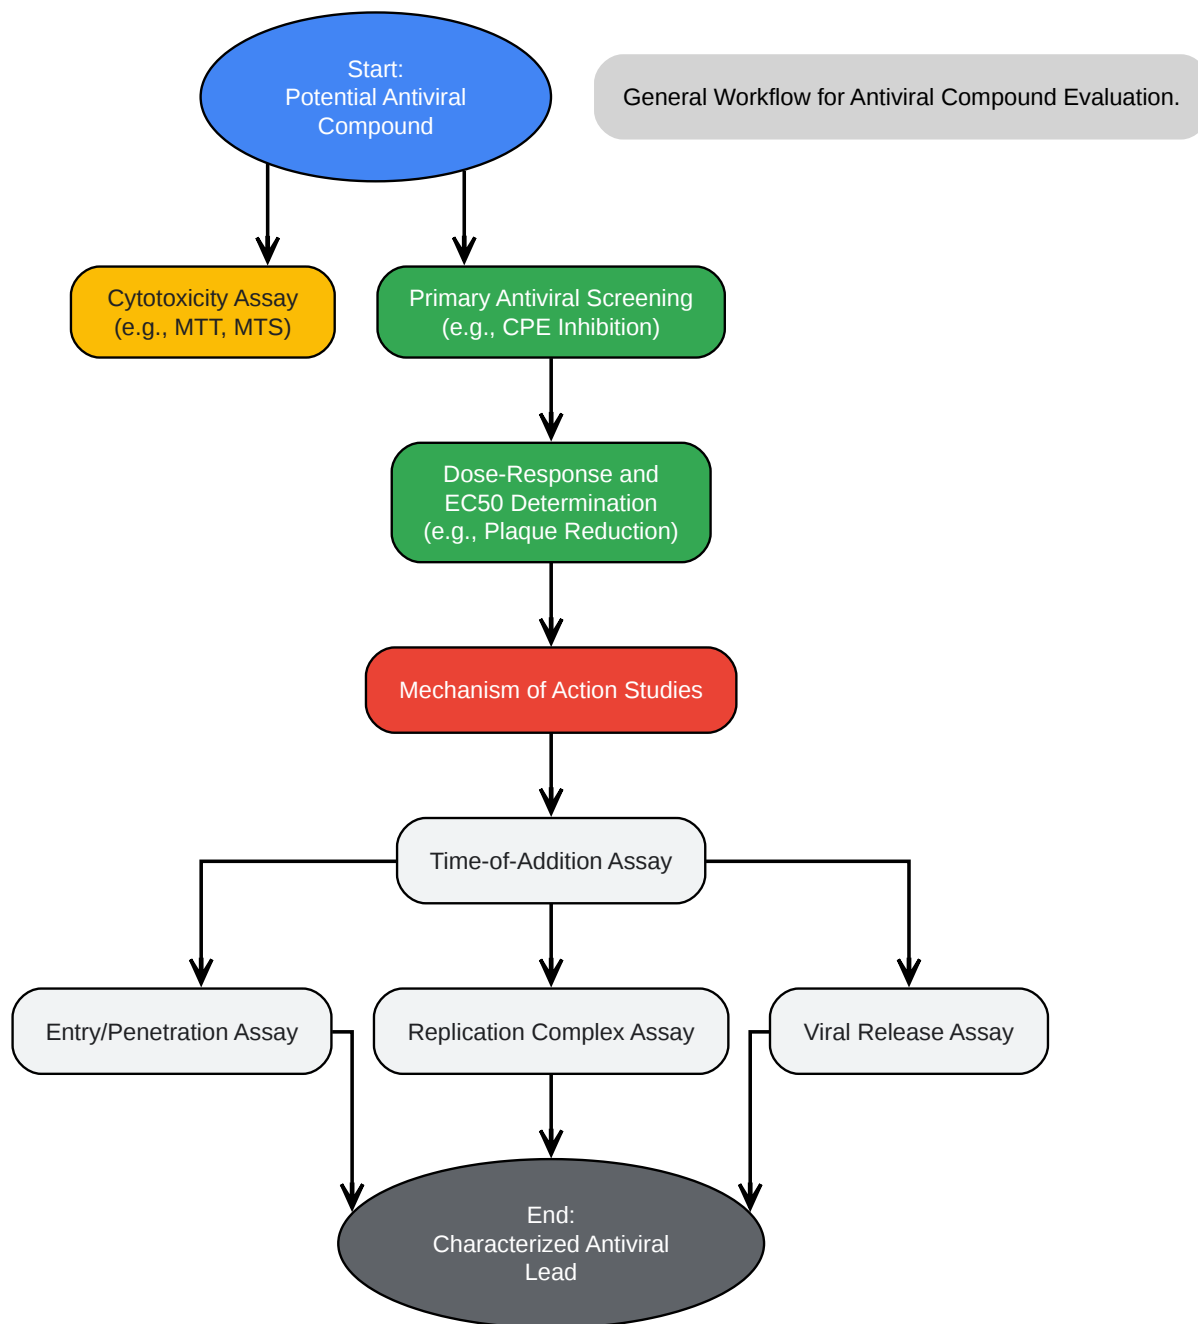 Start:
Potential Antiviral
Compound
General Workflow for Antiviral Compound Evaluation.
Cytotoxicity Assay
(e.g., MTT, MTS)
Primary Antiviral Screening
(e.g., CPE Inhibition)
Dose-Response and
EC50 Determination
(e.g., Plaque Reduction)
Mechanism of Action Studies
Time-of-Addition Assay
Entry/Penetration Assay
Replication Complex Assay
Viral Release Assay
End:
Characterized Antiviral
Lead